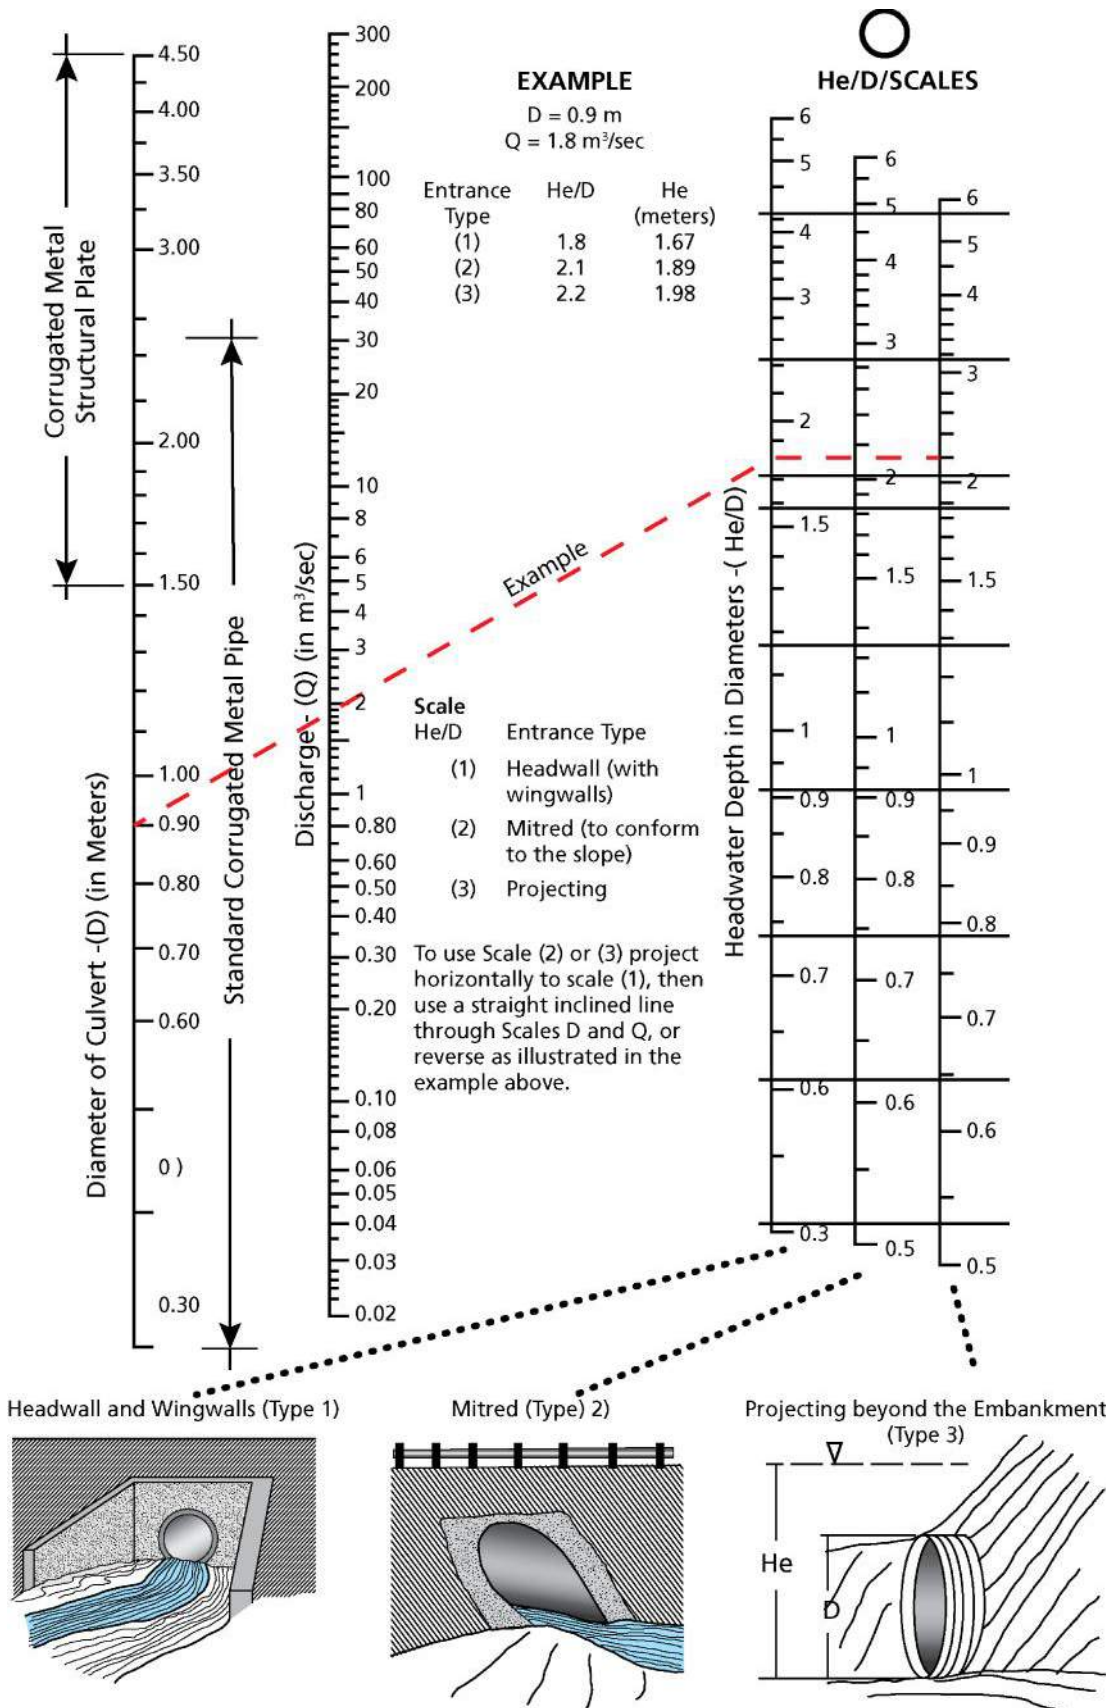 EXAMPLE
D = 0.9 m
Q = 1.8 m³/sec
Entrance Type He/D He (meters)
(1) 1.8 1.67
(2) 2.1 1.89
(3) 2.2 1.98
He/D/SCALES
Corrugated Metal
Structural Plate
Standard Corrugated Metal Pipe
Diameter of Culvert -(D) (in Meters)
4.50
4.00
3.50
3.00
2.00
1.50
1.00
0.90
0.80
0.70
0.60
0 )
0.30
Discharge- (Q) (in m³/sec)
300
200
100
80
60
50
40
30
20
10
8
6
5
4
3
2
1
0.80
0.60
0.50
0.40
0.30
0.20
0.10
0,08
0.06
0.05
0.04
0.03
0.02
Example
Scale
He/D Entrance Type
(1) Headwall (with
wingwalls)
(2) Mitred (to conform
to the slope)
(3) Projecting
To use Scale (2) or (3) project
horizontally to scale (1), then
use a straight inclined line
through Scales D and Q, or
reverse as illustrated in the
example above.
Headwater Depth in Diameters -( He/D)
6
5
4
3
2
1.5
1
0.9
0.8
0.7
0.6
0.3
6
5
4
3
2
1.5
1
0.9
0.8
0.7
0.6
0.5
6
5
4
3
2
1.5
1
0.9
0.8
0.7
0.6
0.5
Headwall and Wingwalls (Type 1)
Mitred (Type) 2)
Projecting beyond the Embankment
(Type 3)
He
D